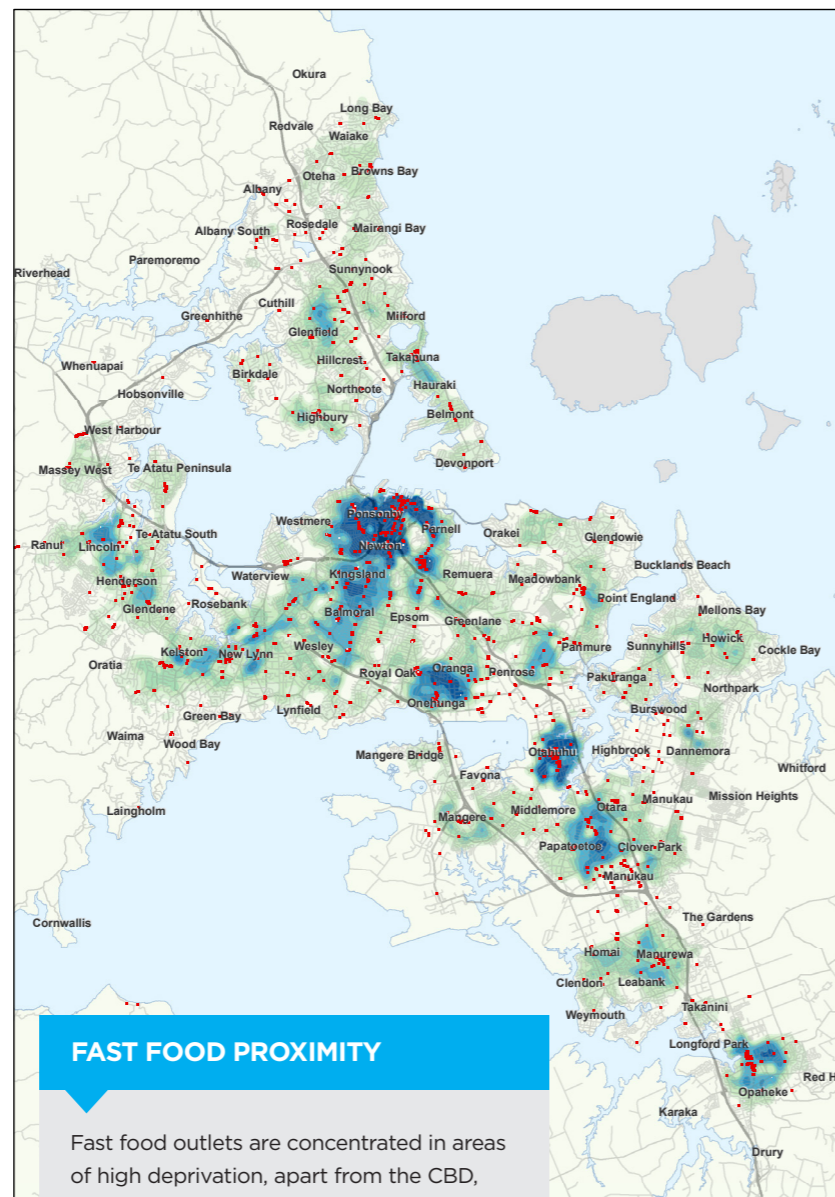 Okura
Long Bay
Redvale
Waiake
Oteha
Browns Bay
Albany
Rosedale
Mairangi Bay
Albany South
Paremoremo
Riverhead
Sunnynook
Cuthill
Greenhithe
Milford
Glenfield
Hillcrest
Takapuna
Whenuapai
Birkdale
Hauraki
Northcote
Hobsonville
Highbury
Belmont
West Harbour
Devonport
Massey West
Te Atatu Peninsula
Ponsonby
Westmere
Parnell
Te-Atatu South
Orakei
Glendowie
Ranui
Lincoln
Newton
Bucklands Beach
Waterview
Kingsland
Remuera
Meadowbank
Henderson
Point England
Rosebank
Glendene
Balmoral
Epsom
Greenlane
Mellons Bay
Howick
Kelston
New Lynn
Wesley
Panmure
Sunnyhills
Cockle Bay
Oratia
Royal Oak
Oranga
Penrose
Pakuranga
Northpark
Onehunga
Green Bay
Lynfield
Burswood
Waima
Wood Bay
Mangere Bridge
Otahuhu
Highbrook
Dannemora
Whitford
Favona
Laingholm
Middlemore
Otara
Manukau
Mission Heights
Mangere
Papatoetoe
Clover Park
Manukau
Cornwallis
The Gardens
Homai
Manurewa
Clendon
Leabank
Weymouth
Takanini
Longford Park
Red H
Opaheke
Karaka
Drury
FAST FOOD PROXIMITY
Fast food outlets are concentrated in areas
of high deprivation, apart from the CBD,